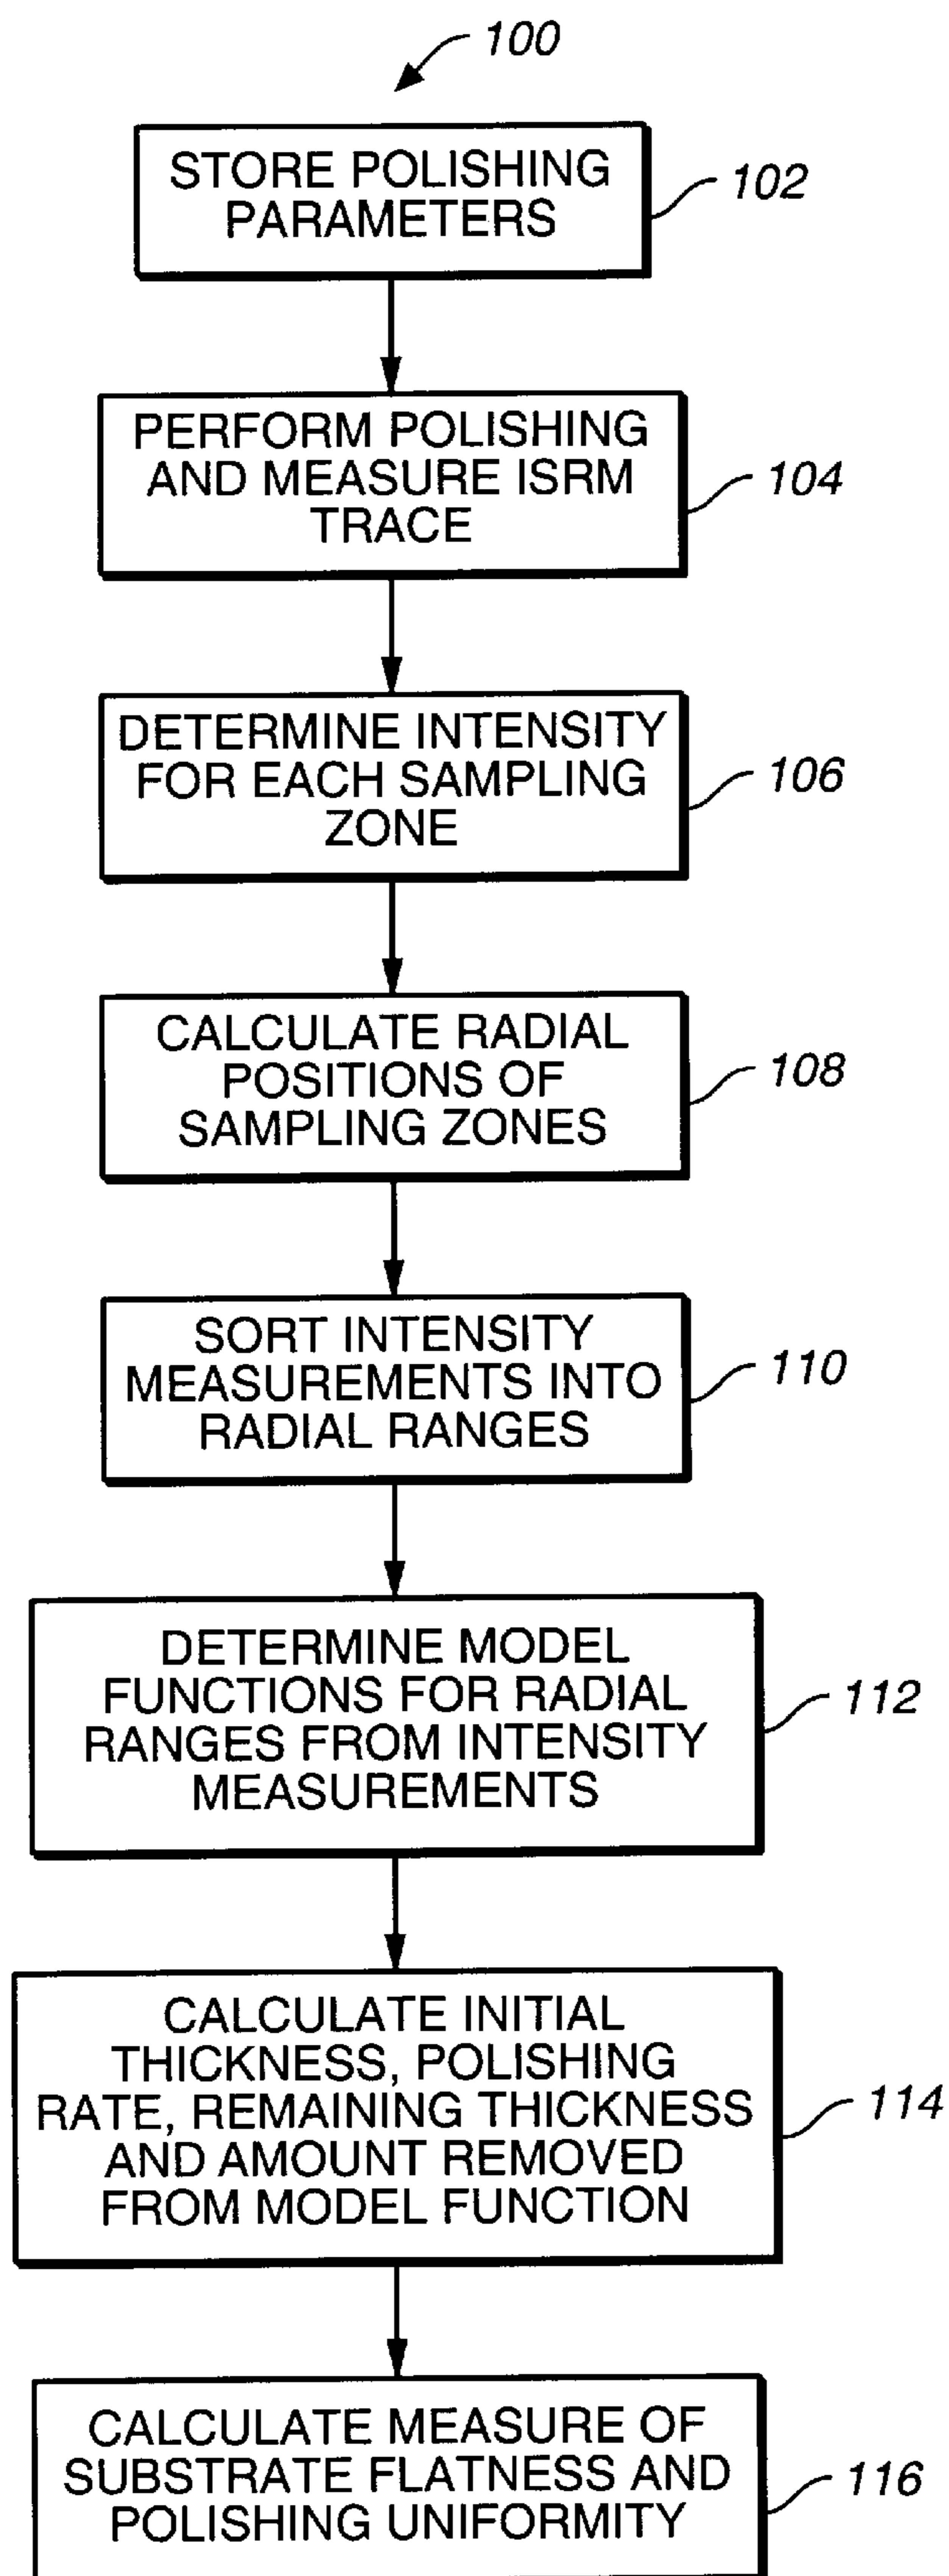 100
STORE POLISHING
PARAMETERS
102
PERFORM POLISHING
AND MEASURE ISRM
TRACE
104
DETERMINE INTENSITY
FOR EACH SAMPLING
ZONE
106
CALCULATE RADIAL
POSITIONS OF
SAMPLING ZONES
108
SORT INTENSITY
MEASUREMENTS INTO
RADIAL RANGES
110
DETERMINE MODEL
FUNCTIONS FOR RADIAL
RANGES FROM INTENSITY
MEASUREMENTS
112
CALCULATE INITIAL
THICKNESS, POLISHING
RATE, REMAINING THICKNESS
AND AMOUNT REMOVED
FROM MODEL FUNCTION
114
CALCULATE MEASURE OF
SUBSTRATE FLATNESS AND
POLISHING UNIFORMITY
116